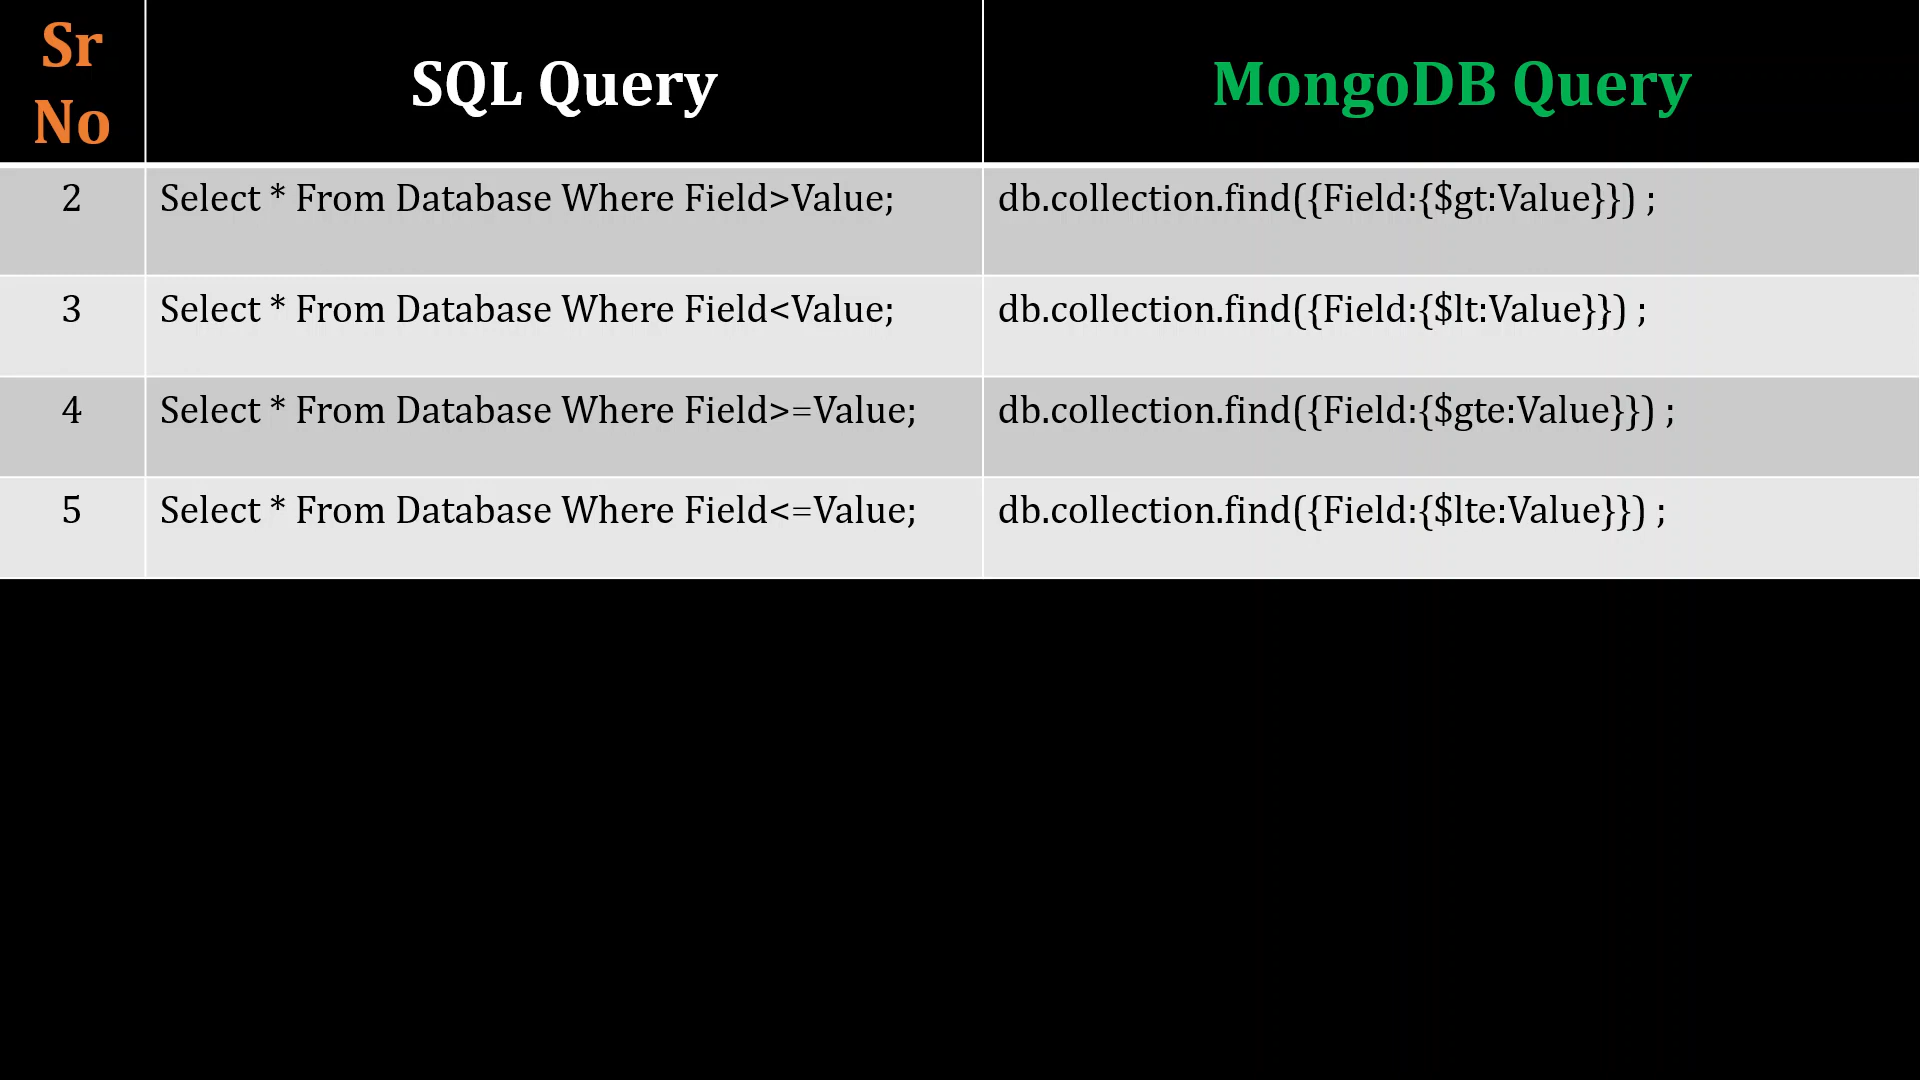 Sr
No
SQL Query
MongoDB Query
2
Select * From Database Where Field>Value;
db.collection.find({Field:{$gt:Value}}) ;
3
Select * From Database Where Field<Value;
db.collection.find({Field:{$lt:Value}}) ;
4
Select * From Database Where Field>=Value;
db.collection.find({Field:{$gte:Value}}) ;
5
Select * From Database Where Field<=Value;
db.collection.find({Field:{$lte:Value}}) ;